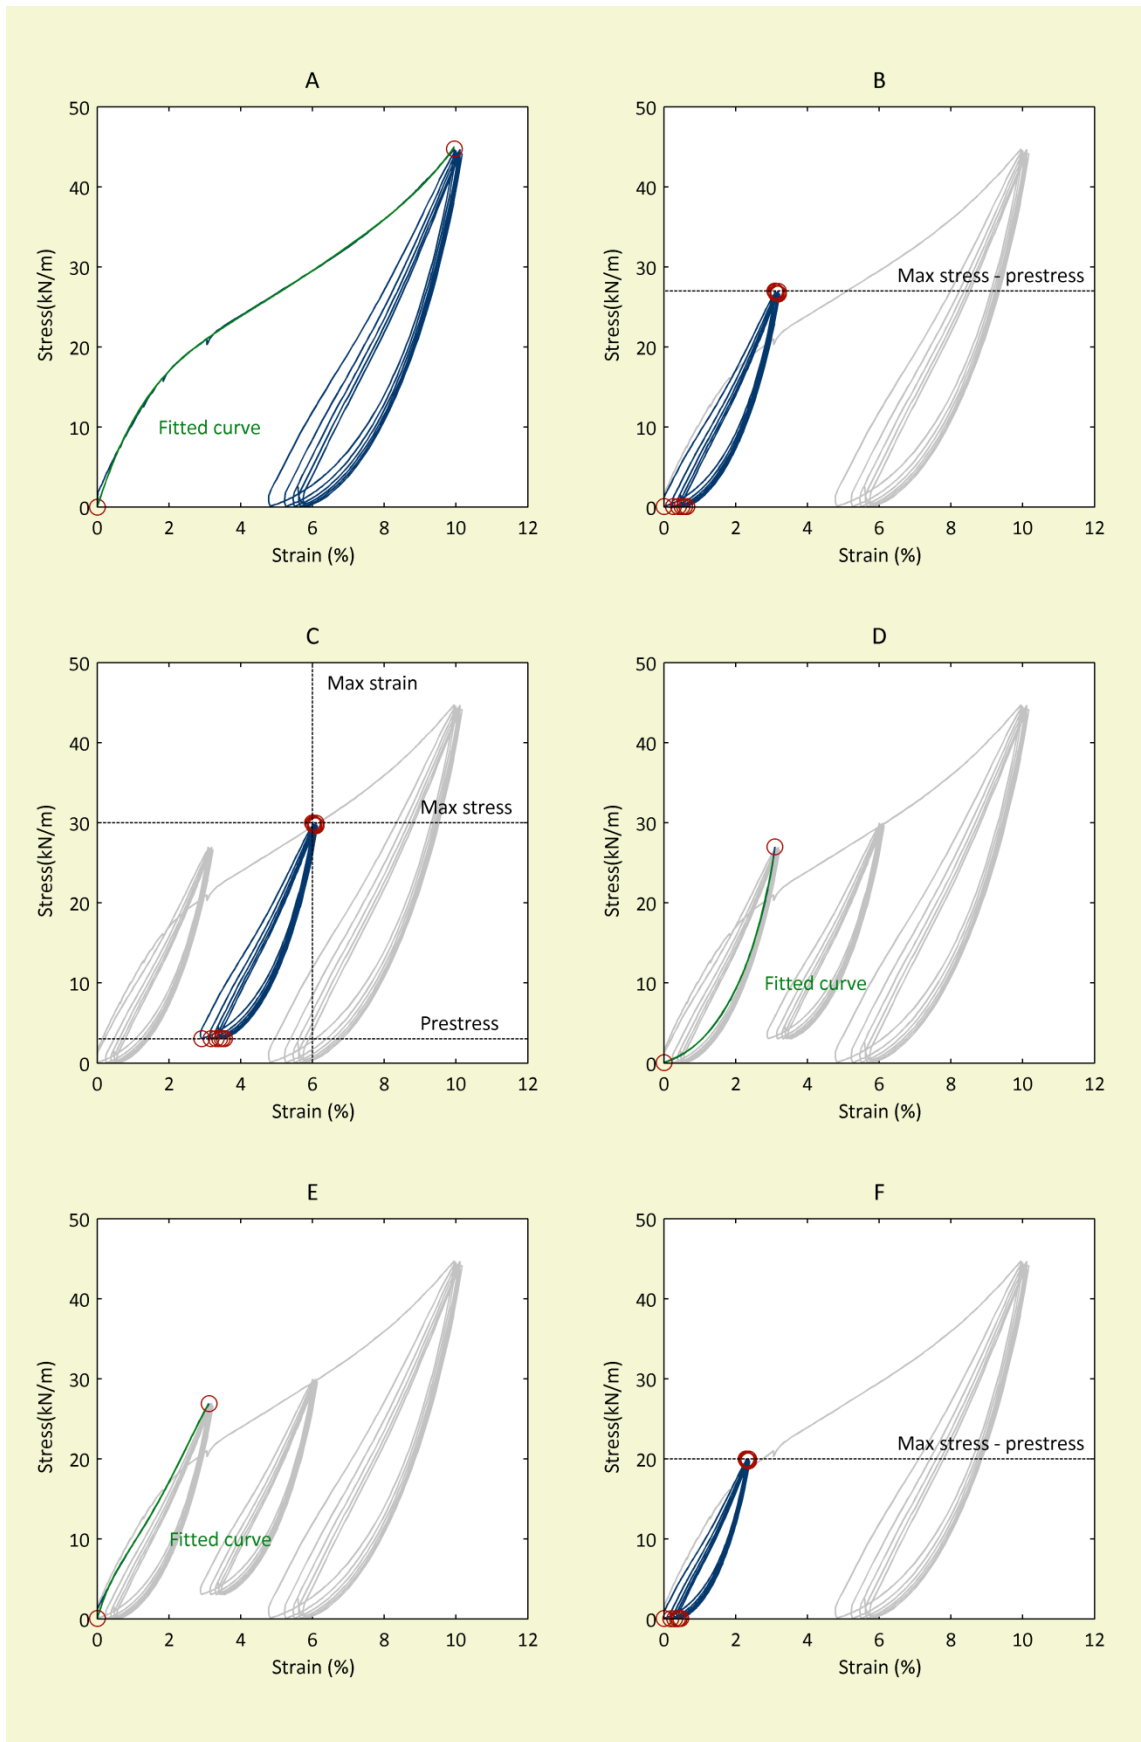 A
50
40
30
20
10
0
Stress(kN/m)
Fitted curve
0 2 4 6 8 10 12
Strain (%)
B
50
40
30
20
10
0
Stress(kN/m)
Max stress - prestress
0 2 4 6 8 10 12
Strain (%)
C
50
40
30
20
10
0
Stress(kN/m)
Max strain
Max stress
Prestress
0 2 4 6 8 10 12
Strain (%)
D
50
40
30
20
10
0
Stress(kN/m)
Fitted curve
0 2 4 6 8 10 12
Strain (%)
E
50
40
30
20
10
0
Stress(kN/m)
Fitted curve
0 2 4 6 8 10 12
Strain (%)
F
50
40
30
20
10
0
Stress(kN/m)
Max stress - prestress
0 2 4 6 8 10 12
Strain (%)